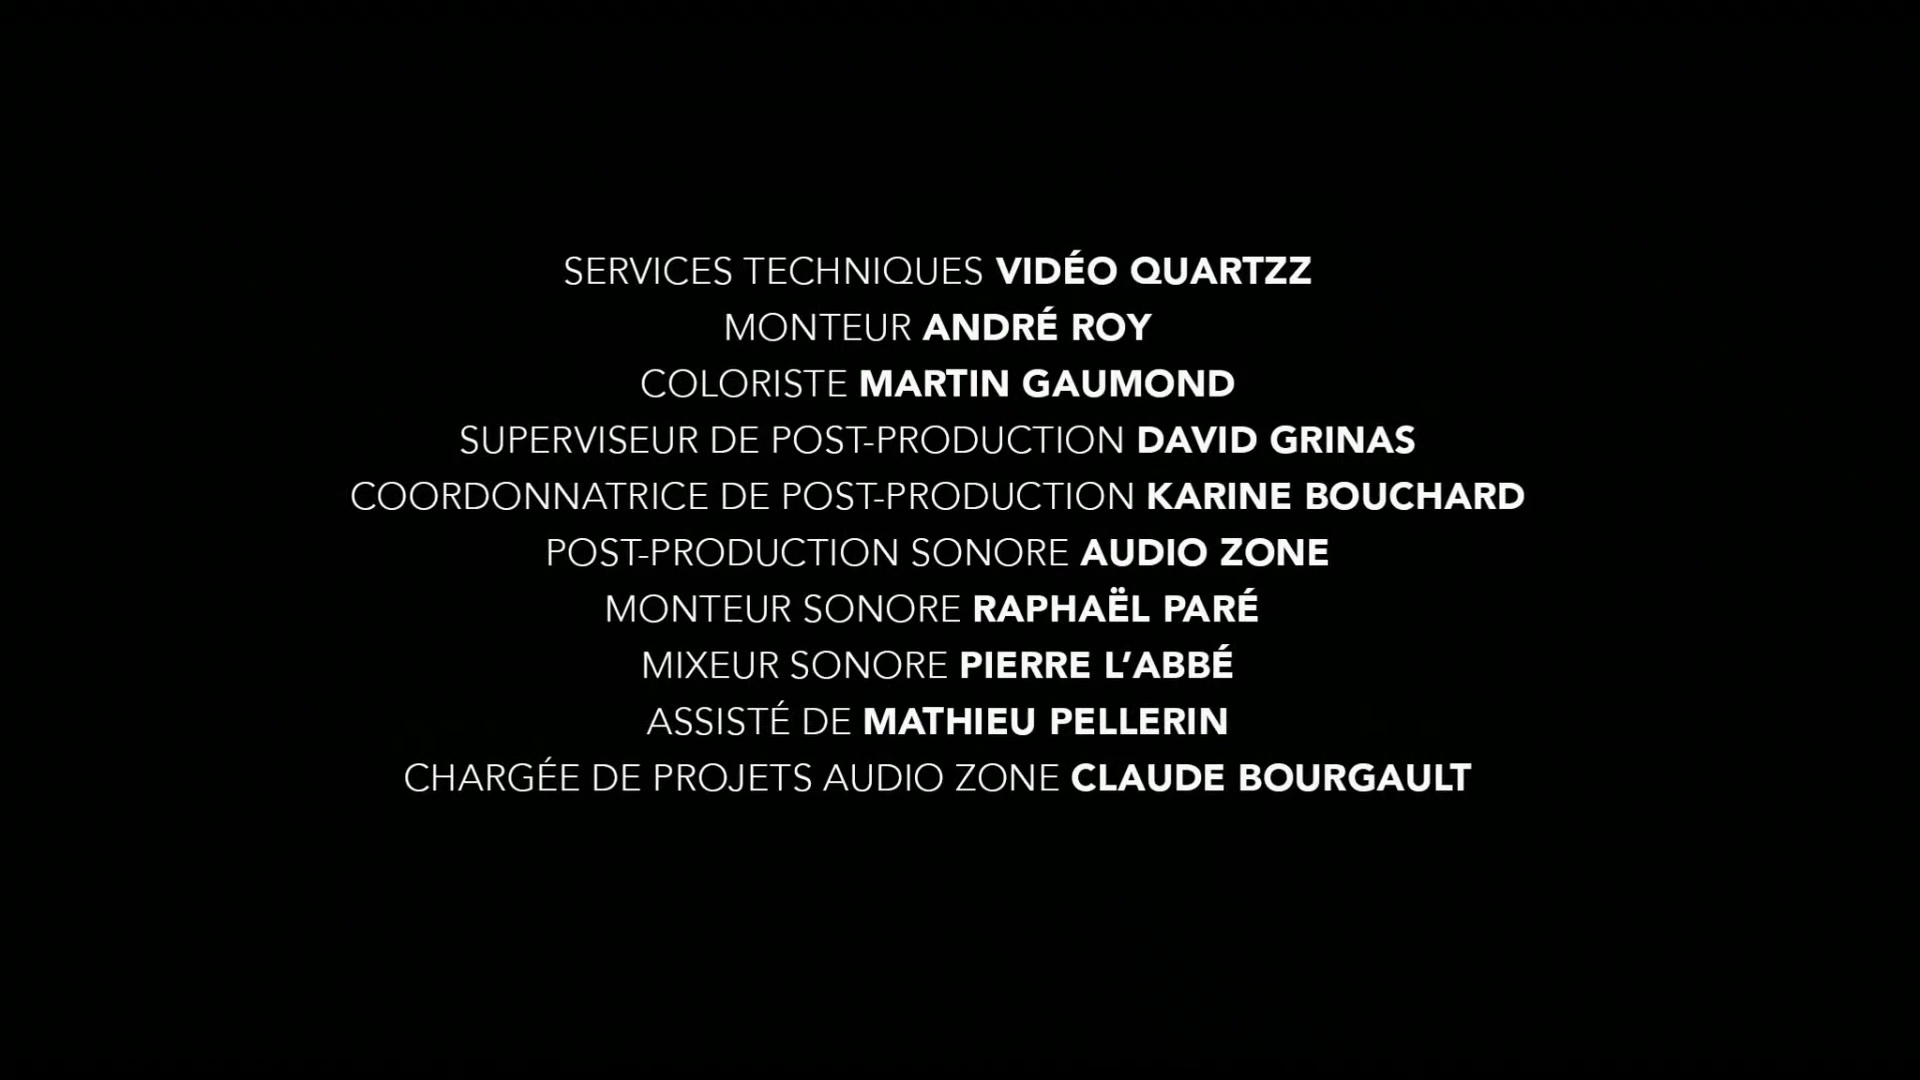 SERVICES TECHNIQUES VIDÉO QUARTZZ
MONTEUR ANDRÉ ROY
COLORISTE MARTIN GAUMOND
SUPERVISEUR DE POST-PRODUCTION DAVID GRINAS
COORDONNATRICE DE POST-PRODUCTION KARINE BOUCHARD
POST-PRODUCTION SONORE AUDIO ZONE
MONTEUR SONORE RAPHAËL PARÉ
MIXEUR SONORE PIERRE L’ABBÉ
ASSISTÉ DE MATHIEU PELLERIN
CHARGÉE DE PROJETS AUDIO ZONE CLAUDE BOURGAULT